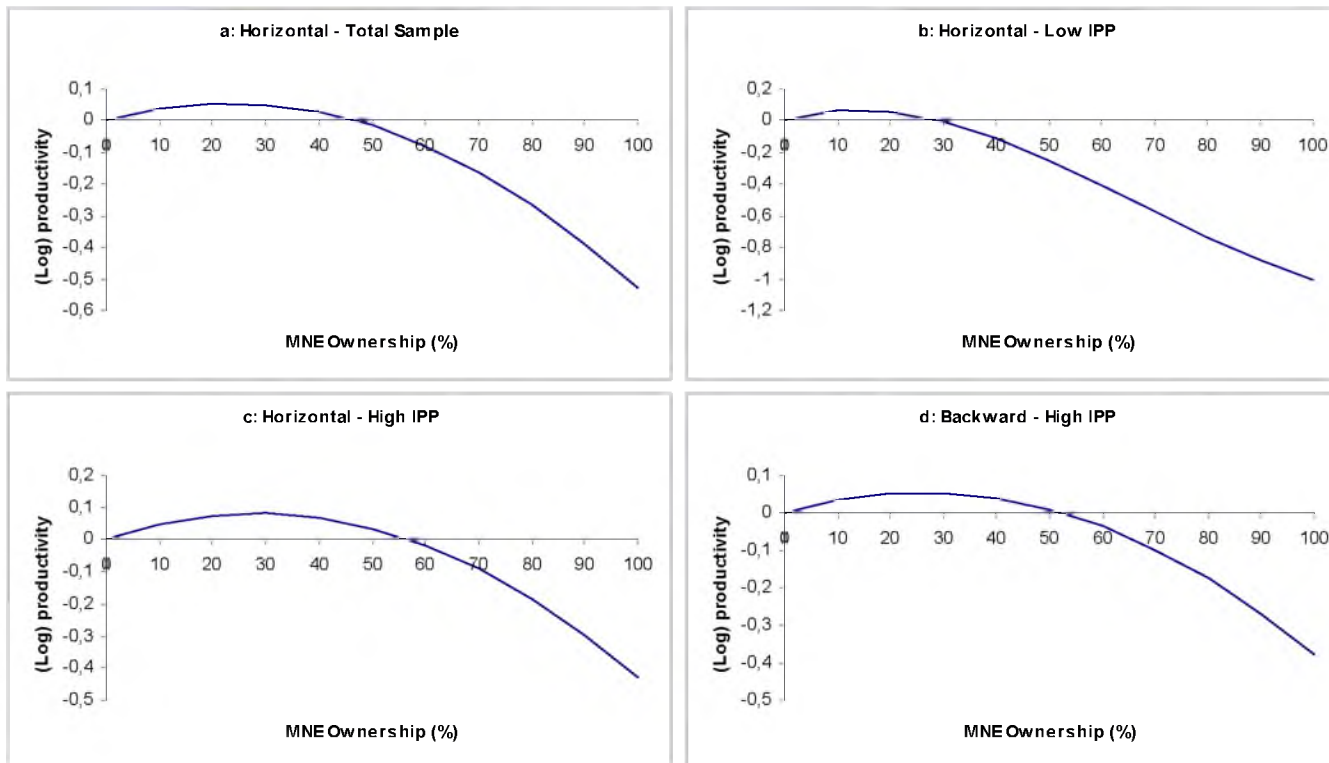 a: Horizontal - Total Sample
0,1
0
-0,1
-0,2
-0,3
-0,4
-0,5
-0,6
0 10 20 30 40 50 60 70 80 90 100
(Log) productivity
MNE Ownership (%)
b: Horizontal - Low IPP
0,2
0
-0,2
-0,4
-0,6
-0,8
-1
-1,2
0 10 20 30 40 50 60 70 80 90 100
(Log) productivity
MNE Ownership (%)
c: Horizontal - High IPP
0,2
0,1
0
-0,1
-0,2
-0,3
-0,4
-0,5
0 10 20 30 40 50 60 70 80 90 100
(Log) productivity
MNE Ownership (%)
d: Backward - High IPP
0,1
0
-0,1
-0,2
-0,3
-0,4
-0,5
0 10 20 30 40 50 60 70 80 90 100
(Log) productivity
MNE Ownership (%)